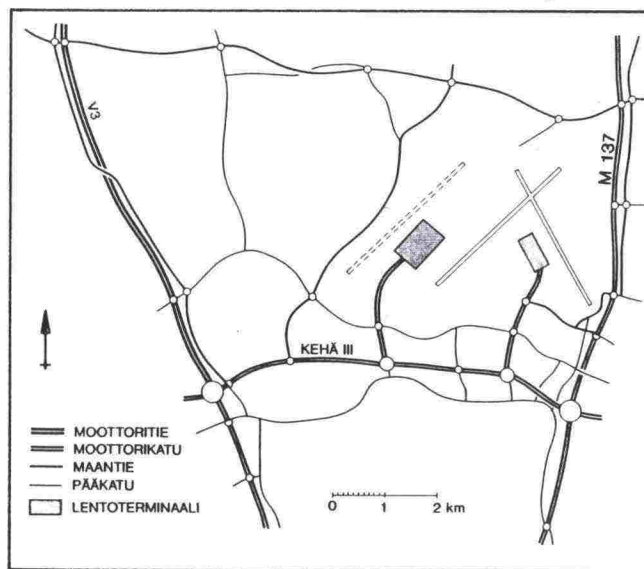 V3
M 137
KEHÄ III
MOOTTORITIE
MOOTTORIKATU
MAANTIE
PÄÄKATU
LENTOTERMINAALI
0 1 2 km